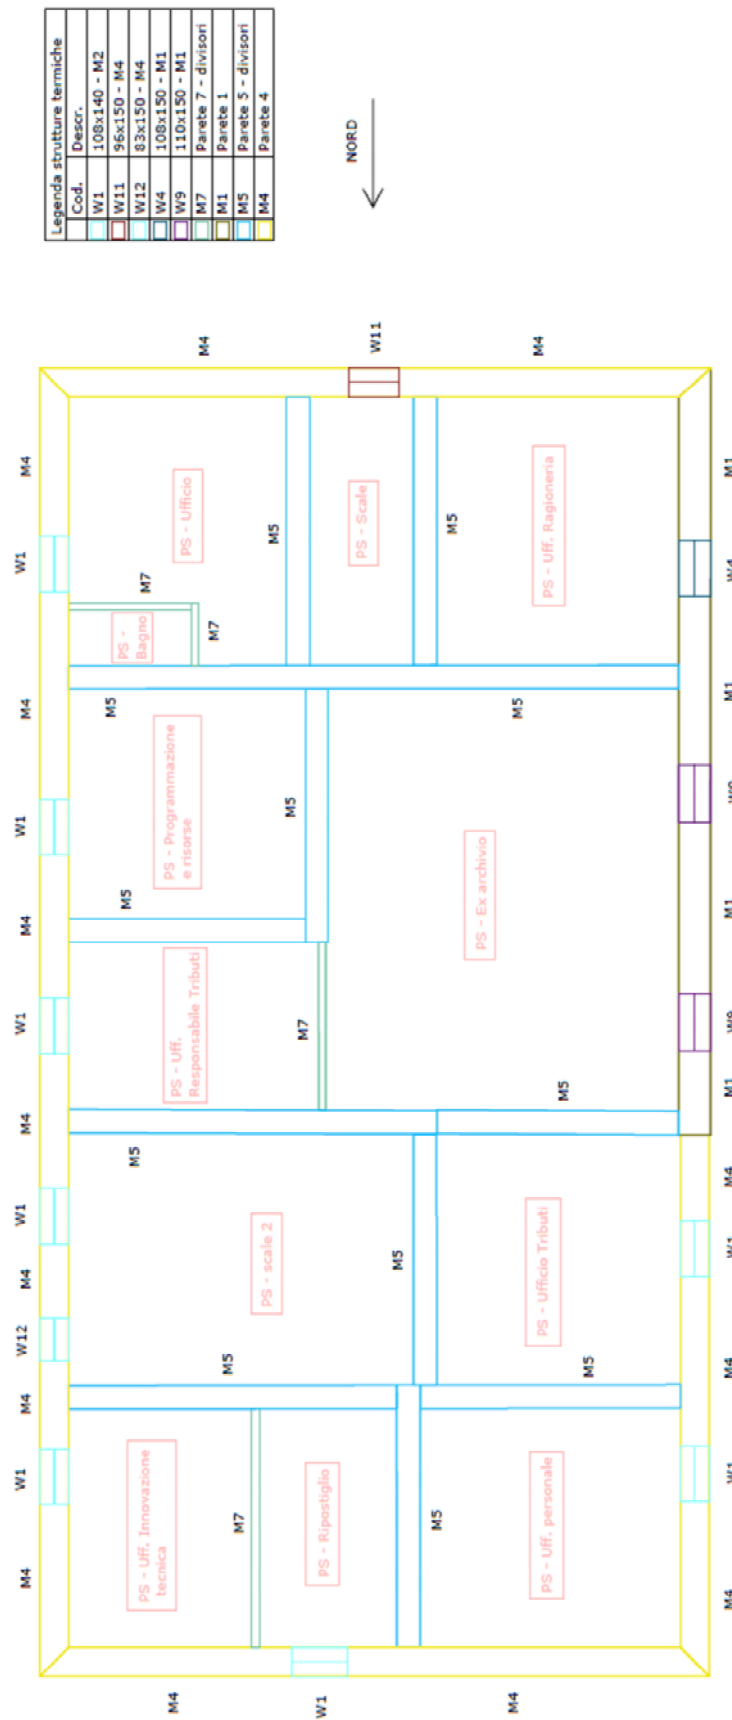 Legenda strutture termiche
Cod. Descr.
W1 108x140 - M2
W11 96x150 - M4
W12 83x150 - M4
W4 108x150 - M1
W9 110x150 - M1
M7 Parete 7 - divisori
M1 Parete 1
M5 Parete 5 - divisori
M4 Parete 4
NORD
M4
W1
M4
W12
M4
W1
M4
W1
M4
W1
M4
W1
M4
M4
W11
M4
PS - Uff. Innovazione
tecnica
M7
PS - Ripostiglio
M5
PS - Uff. personale
M5
M5
PS - scale 2
M5
PS - Ufficio Tributi
M5
M5
PS - Uff.
Responsabile Tributi
M7
M5
PS - Programmazione
e risorse
M5
M5
PS - Ex archivio
M5
PS -
Bagno
M7
M7
PS - Ufficio
M5
PS - Scale
M5
PS - Uff. Ragioneria
M4
W1
M4
M4
W1
M4
W1
M4
M1
W9
M1
W9
M1
W4
M1